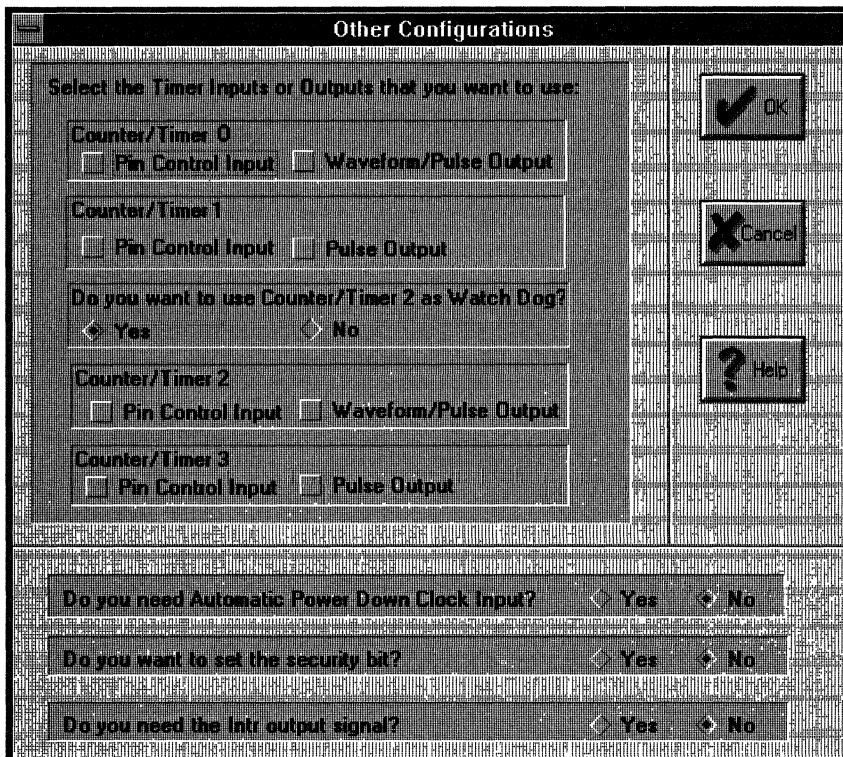 Other Configurations
Select the Timer Inputs or Outputs that you want to use:
Counter/Timer 0
Pin Control Input Waveform/Pulse Output
Counter/Timer 1
Pin Control Input Pulse Output
Do you want to use Counter/Timer 2 as Watch Dog?
Yes No
Counter/Timer 2
Pin Control Input Waveform/Pulse Output
Counter/Timer 3
Pin Control Input Pulse Output
OK
Cancel
Help
Do you need Automatic Power Down Clock Input? Yes No
Do you want to set the security bit? Yes No
Do you need the Intr output signal? Yes No